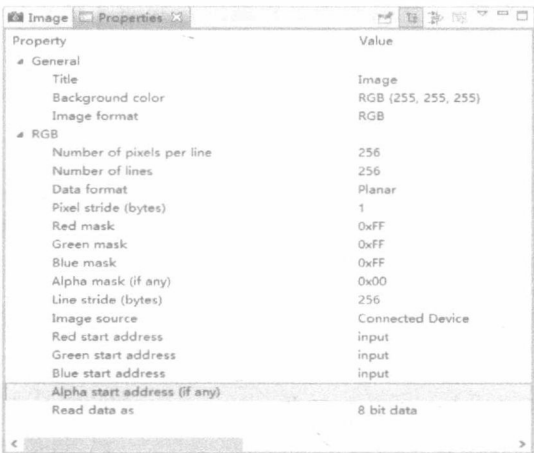 Image Properties
Property Value
General
Title Image
Background color RGB (255, 255, 255)
Image format RGB
RGB
Number of pixels per line 256
Number of lines 256
Data format Planar
Pixel stride (bytes) 1
Red mask 0xFF
Green mask 0xFF
Blue mask 0xFF
Alpha mask (if any) 0x00
Line stride (bytes) 256
Image source Connected Device
Red start address input
Green start address input
Blue start address input
Alpha start address (if any)
Read data as 8 bit data